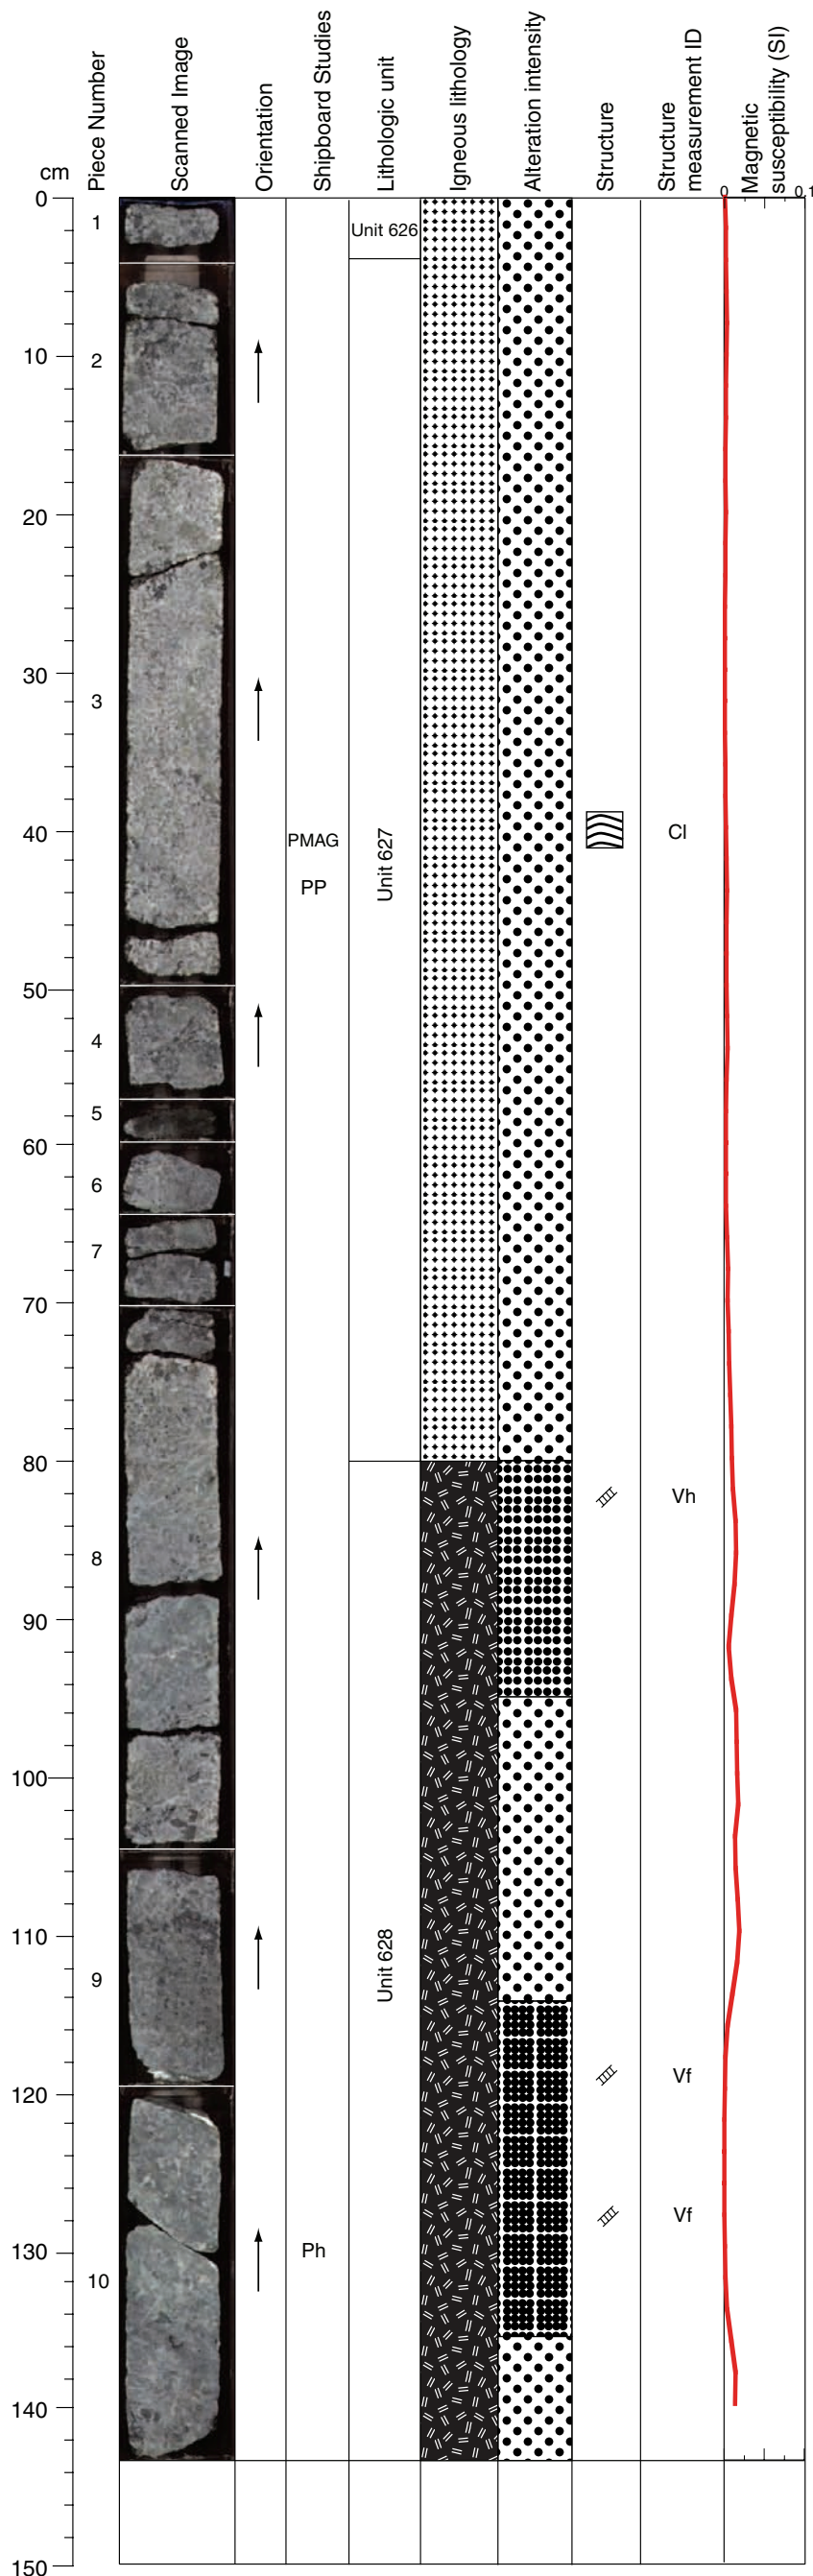 cm
Piece Number
Scanned Image
Orientation
Shipboard Studies
Lithologic unit
Igneous lithology
Alteration intensity
Structure
Structure
measurement ID
Magnetic
susceptibility (SI)
0
0.1
0
1
Unit 626
10
2
20
30
3
40
PMAG
PP
Unit 627
Cl
50
4
5
60
6
7
70
80
Vh
8
90
100
110
9
Unit 628
120
Vf
Vf
130
Ph
10
140
150